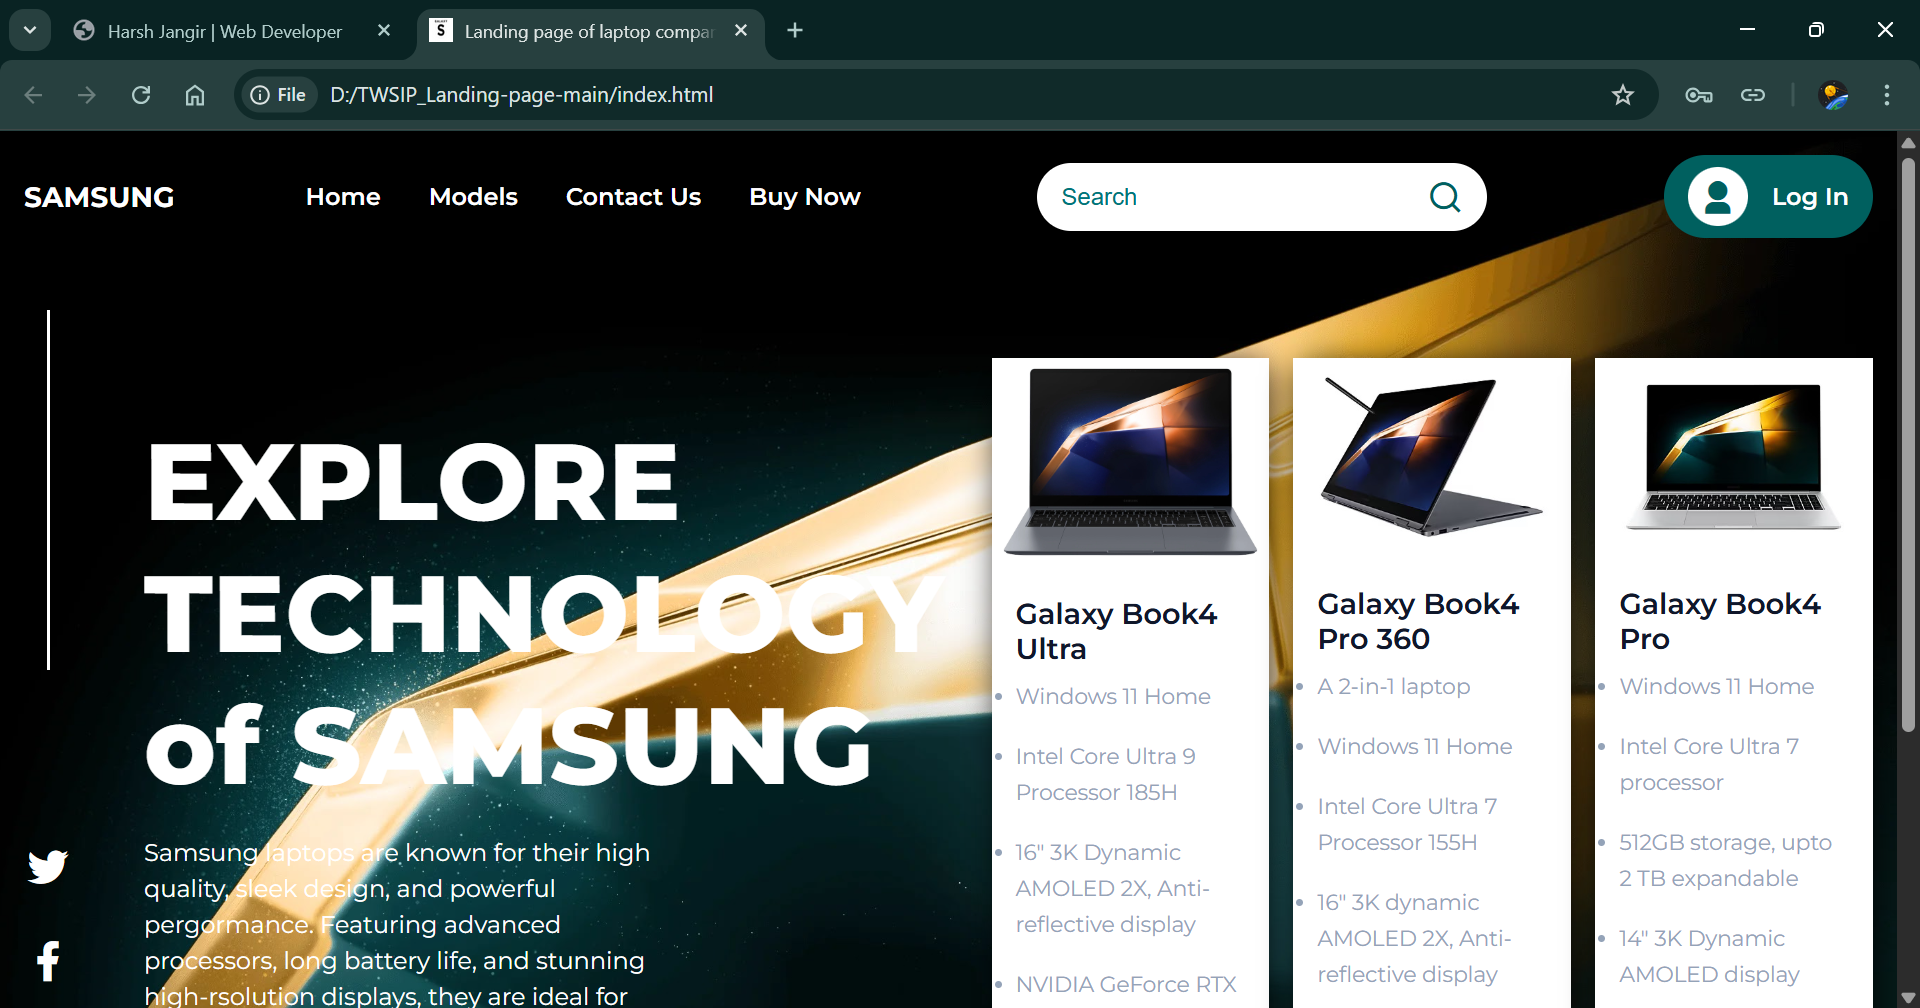 Harsh Jangir | Web Developer
Landing page of laptop compa
File
D:/TWSIP_Landing-page-main/index.html
SAMSUNG
Home
Models
Contact Us
Buy Now
Search
Log In
EXPLORE
TECHNOLOGY
of SAMSUNG
Samsung laptops are known for their high
quality, sleek design, and powerful
pergormance. Featuring advanced
processors, long battery life, and stunning
high-rsolution displays, they are ideal for
Galaxy Book4
Ultra
Windows 11 Home
Intel Core Ultra 9
Processor 185H
16" 3K Dynamic
AMOLED 2X, Anti-
reflective display
NVIDIA GeForce RTX
Galaxy Book4
Pro 360
A 2-in-1 laptop
Windows 11 Home
Intel Core Ultra 7
Processor 155H
16" 3K dynamic
AMOLED 2X, Anti-
reflective display
Galaxy Book4
Pro
Windows 11 Home
Intel Core Ultra 7
processor
512GB storage, upto
2 TB expandable
14" 3K Dynamic
AMOLED display